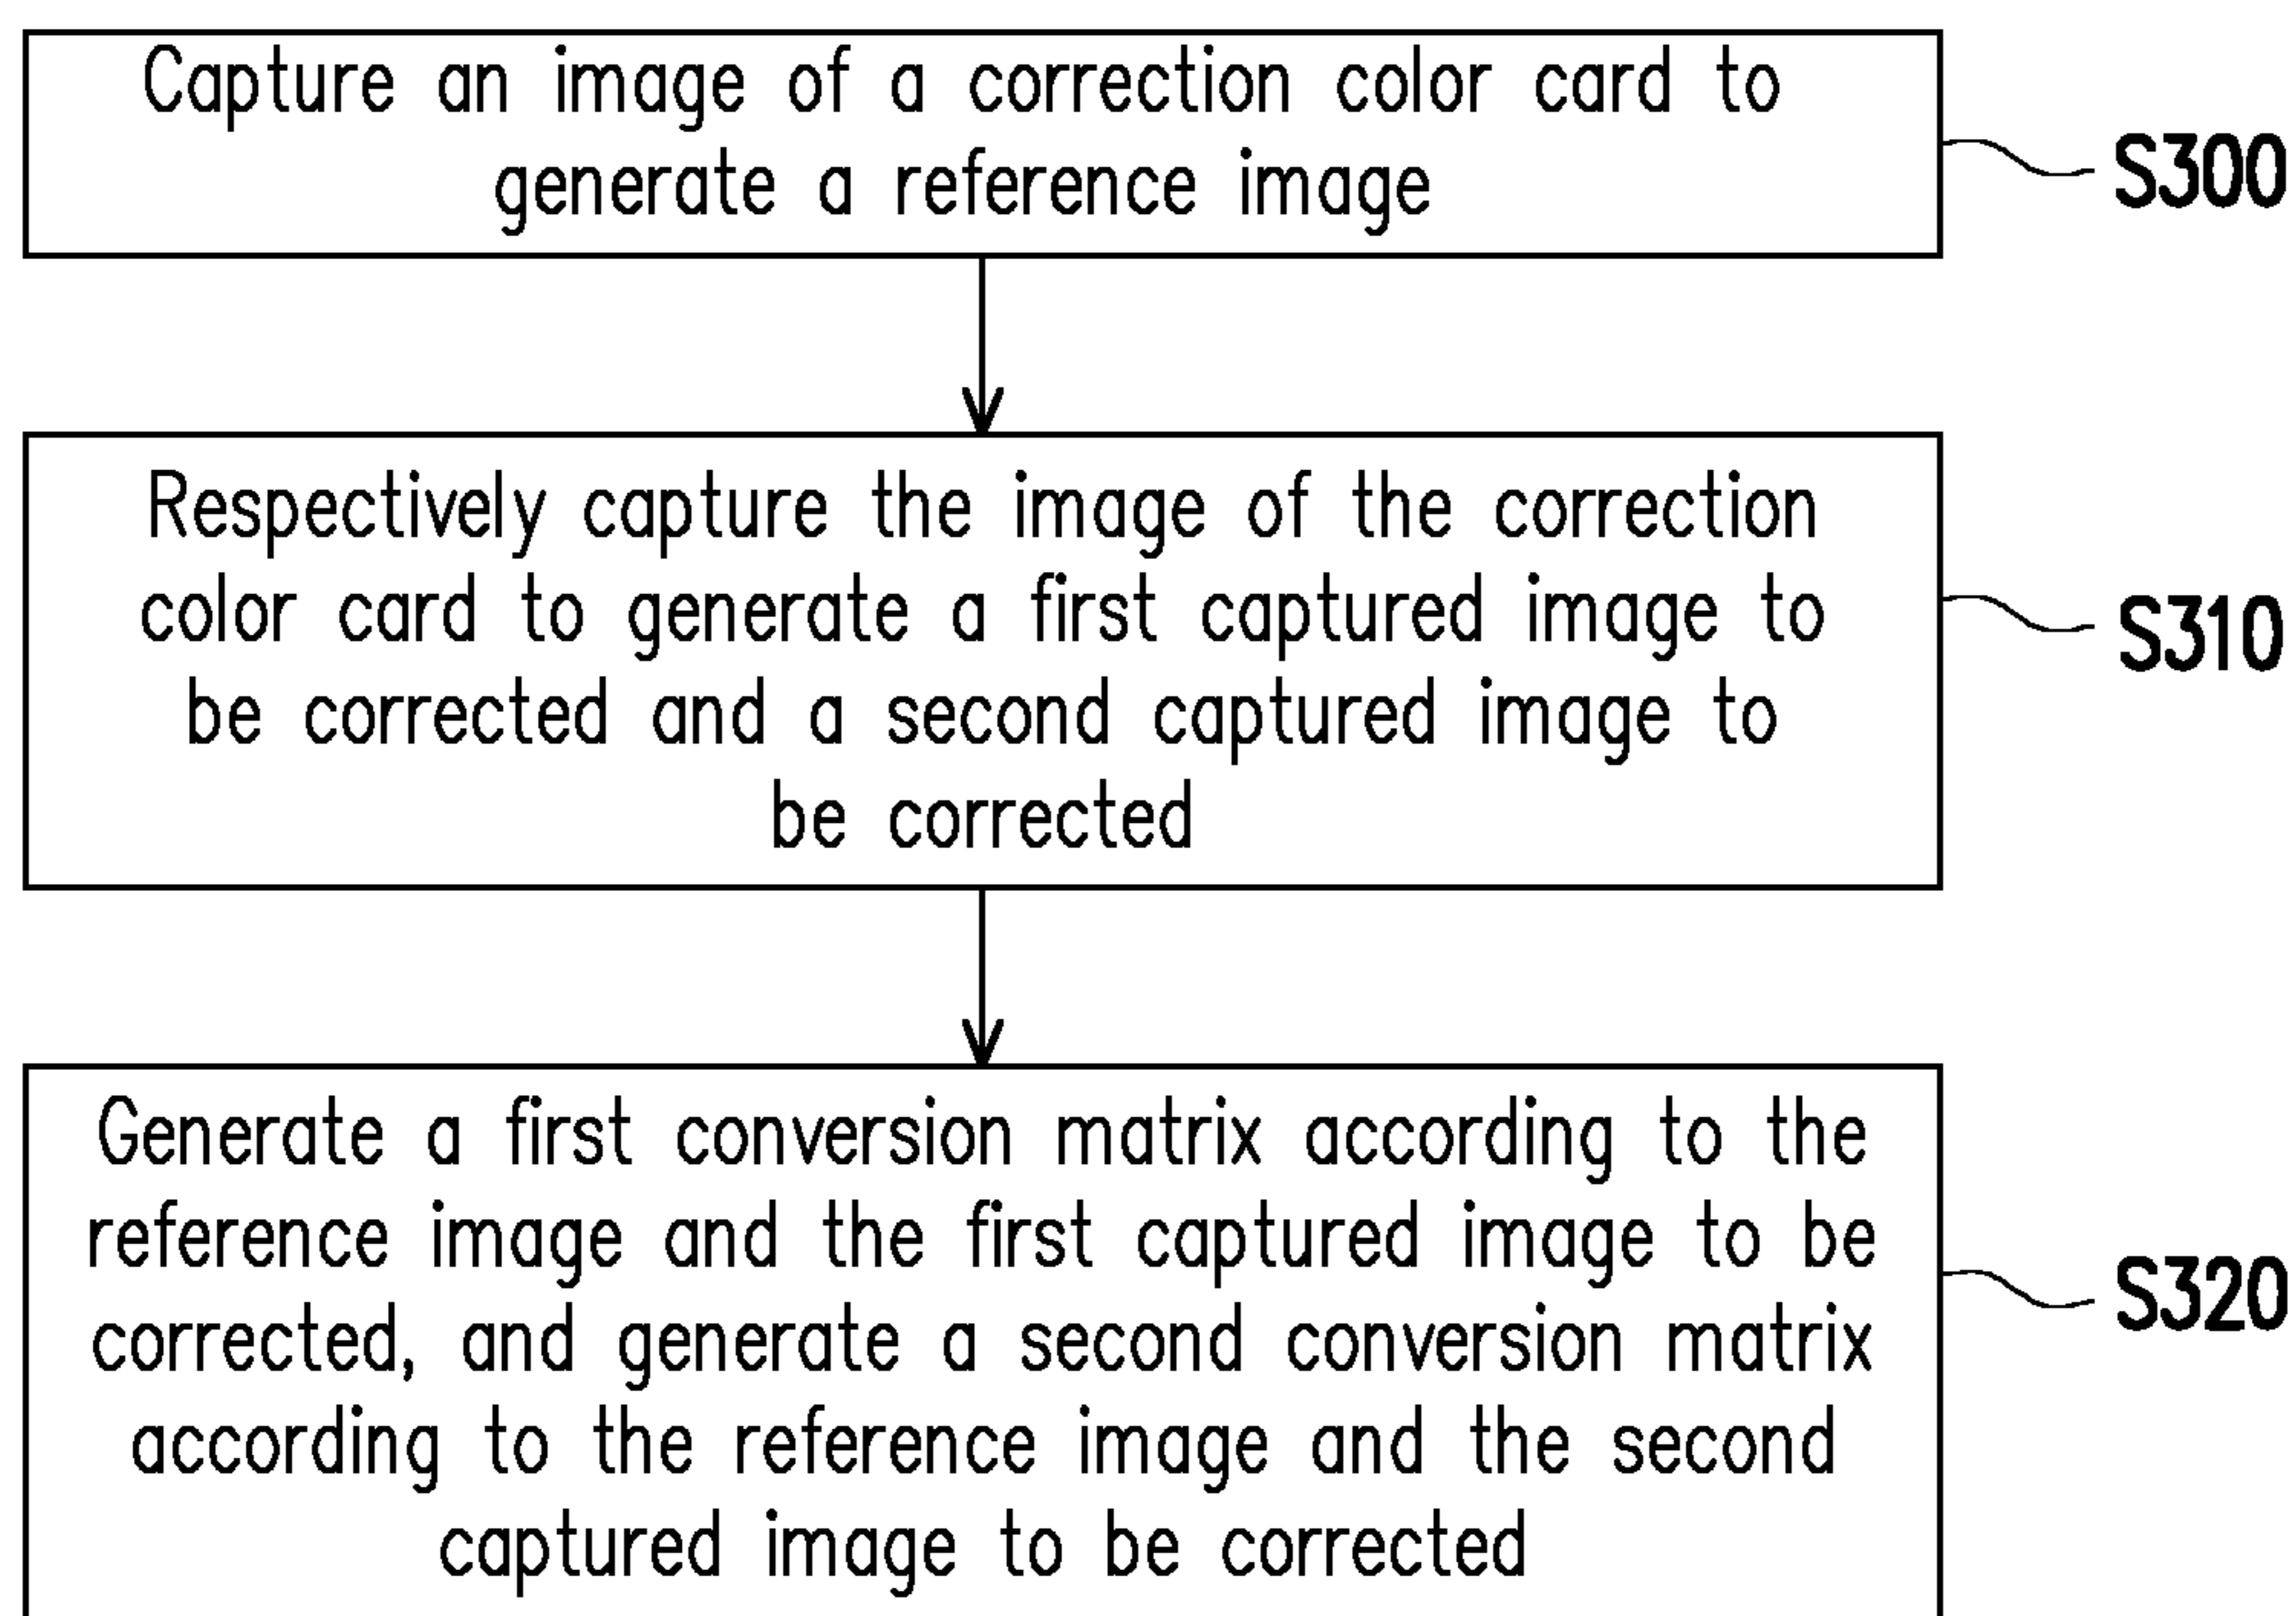 Capture an image of a correction color card to
generate a reference image
S300
Respectively capture the image of the correction
color card to generate a first captured image to
be corrected and a second captured image to
be corrected
S310
Generate a first conversion matrix according to the
reference image and the first captured image to be
corrected, and generate a second conversion matrix
according to the reference image and the second
captured image to be corrected
S320